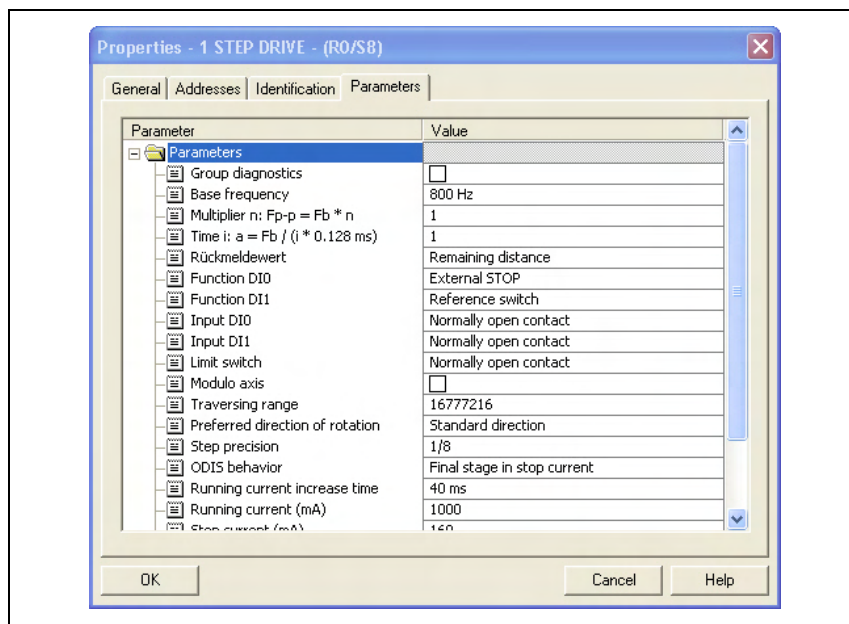 Properties - 1 STEP DRIVE - (R0/S8)
General Addresses Identification Parameters
Parameter Value
Parameters
Group diagnostics
Base frequency 800 Hz
Multiplier n: Fp-p = Fb * n 1
Time i: a = Fb / (i * 0.128 ms) 1
Rückmeldewert Remaining distance
Function DI0 External STOP
Function DI1 Reference switch
Input DI0 Normally open contact
Input DI1 Normally open contact
Limit switch Normally open contact
Modulo axis
Traversing range 16777216
Preferred direction of rotation Standard direction
Step precision 1/8
ODIS behavior Final stage in stop current
Running current increase time 40 ms
Running current (mA) 1000
Stop current (mA) 160
OK Cancel Help